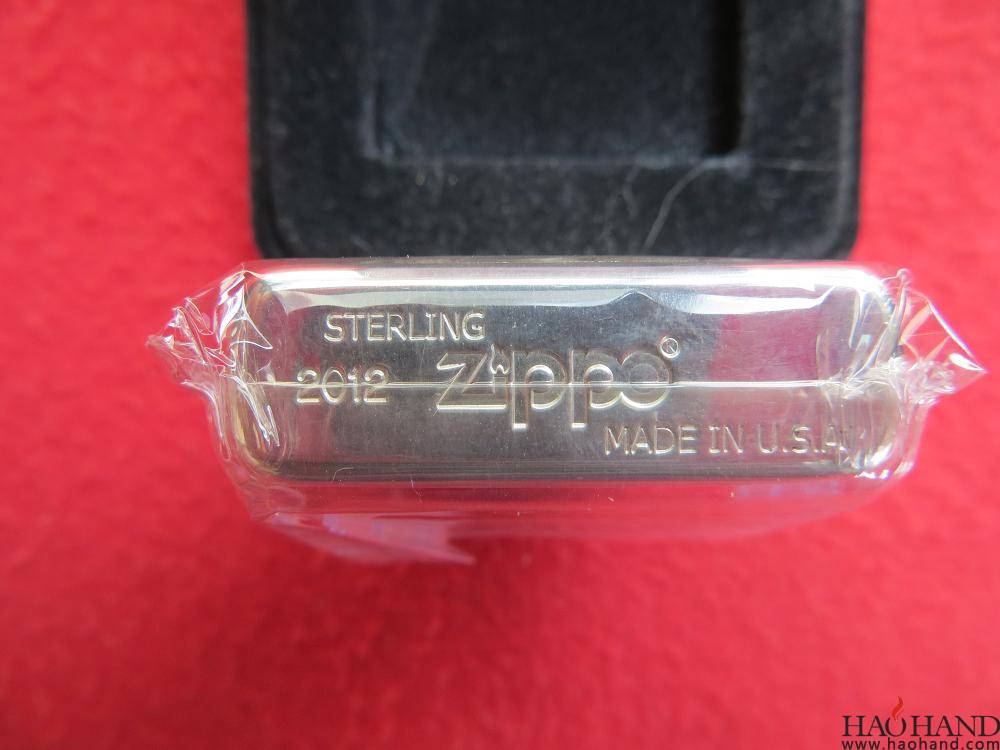 STERLING
2012 Zippo®
MADE IN U.S.A.
HAOHAND
www.haohand.com